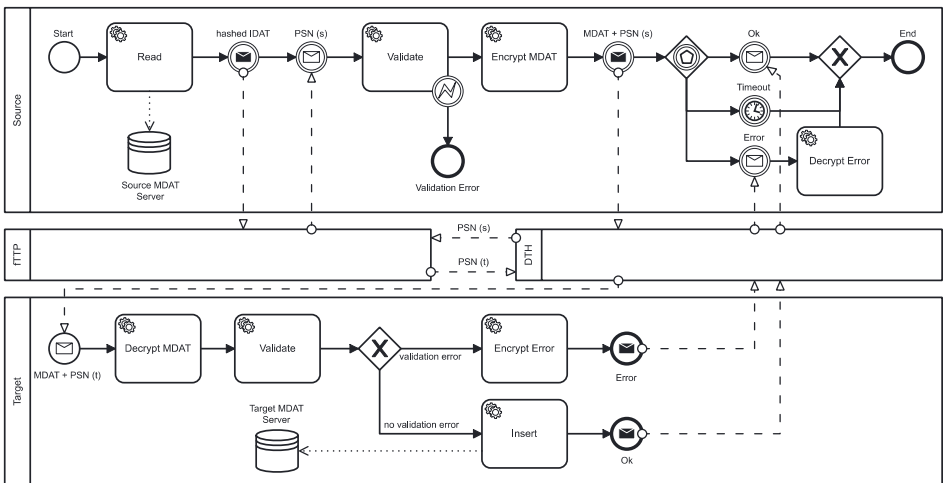 Source
Start
Read
hashed IDAT
PSN (s)
Validate
Encrypt MDAT
MDAT + PSN (s)
Ok
End
Timeout
Error
Decrypt Error
Source MDAT
Server
Validation Error
fTTP
PSN (s)
PSN (t)
DTH
Target
MDAT + PSN (t)
Decrypt MDAT
Validate
validation error
Encrypt Error
Error
no validation error
Target MDAT
Server
Insert
Ok